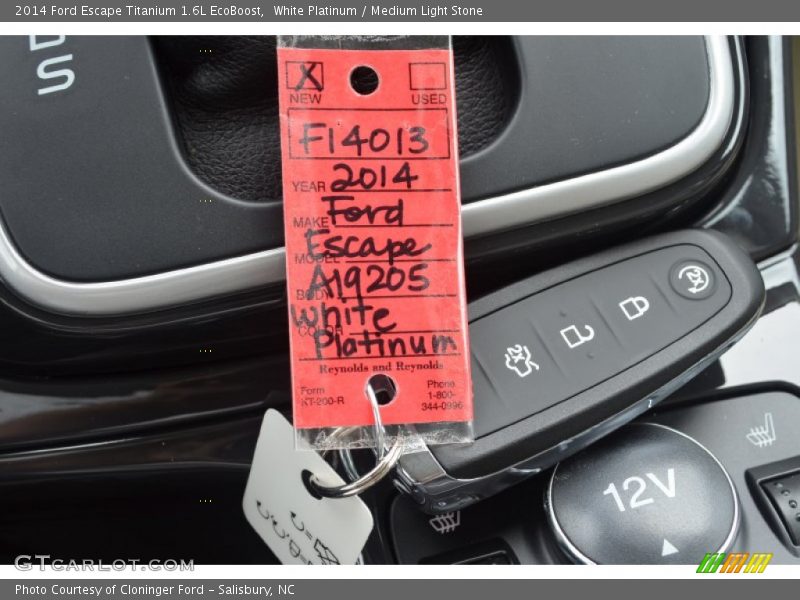 2014 Ford Escape Titanium 1.6L EcoBoost, White Platinum / Medium Light Stone
S
X
NEW USED
F14013
YEAR 2014
MAKE Ford
MODEL Escape
BODY A19205
COLOR White
Platinum
Reynolds and Reynolds
Form
KT-200-R
Phone
1-800-
344-0996
12V
GTCarLot.com
Photo Courtesy of Cloninger Ford - Salisbury, NC